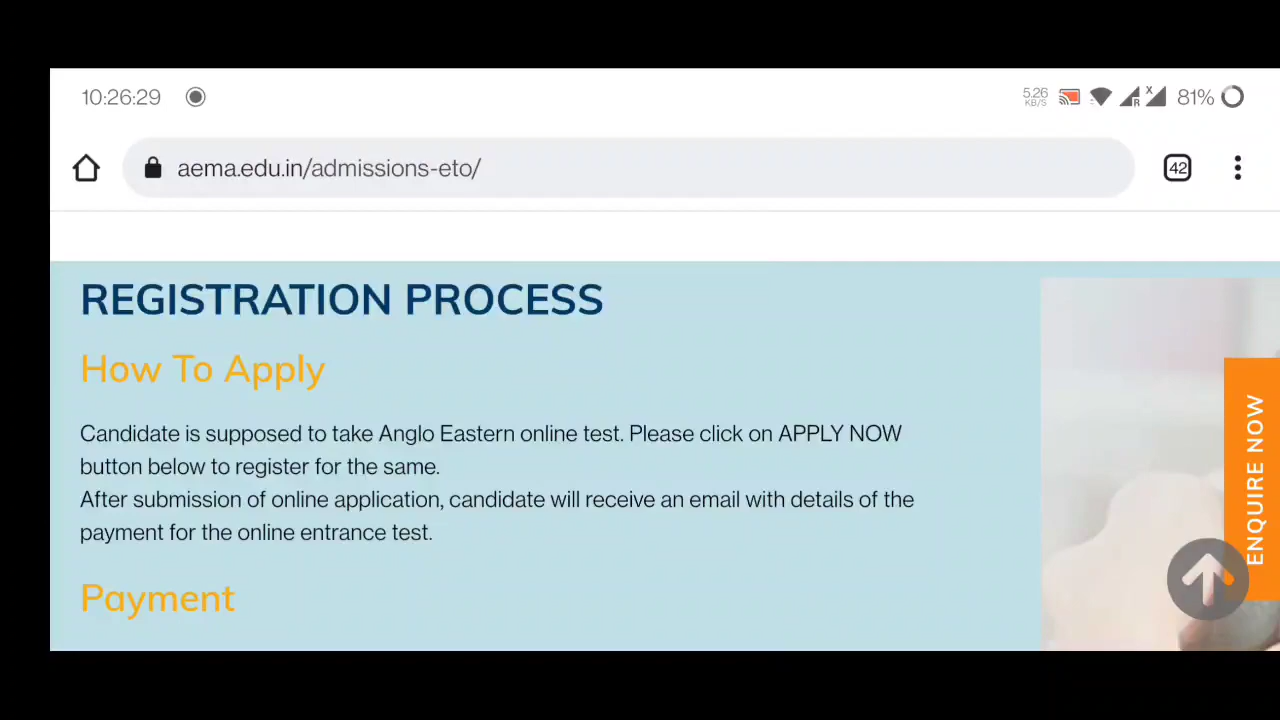 10:26:29
5.26
KB/S
R
X
81%
aema.edu.in/admissions-eto/
42
REGISTRATION PROCESS
How To Apply
Candidate is supposed to take Anglo Eastern online test. Please click on APPLY NOW
button below to register for the same.
After submission of online application, candidate will receive an email with details of the
payment for the online entrance test.
Payment
ENQUIRE NOW